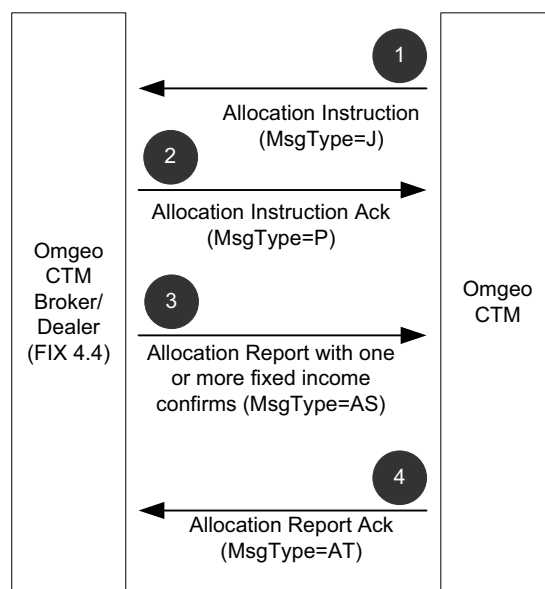 1
Allocation Instruction
(MsgType=J)
2
Allocation Instruction Ack
(MsgType=P)
Omgeo
CTM
Broker/
Dealer
(FIX 4.4)
Omgeo
CTM
3
Allocation Report with one
or more fixed income
confirms (MsgType=AS)
4
Allocation Report Ack
(MsgType=AT)